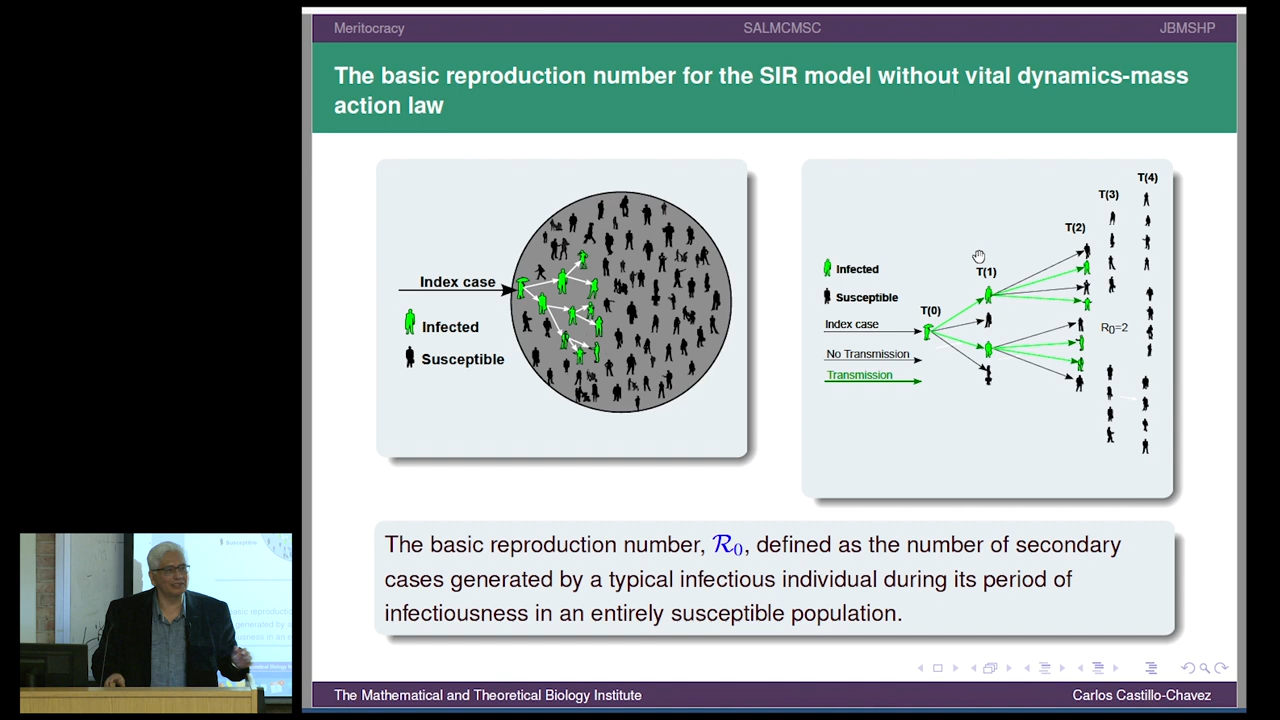 Meritocracy
SALMCMSC
JBMSHP
The basic reproduction number for the SIR model without vital dynamics-mass
action law
Index case
Infected
Susceptible
T(4)
T(3)
T(2)
T(1)
T(0)
Infected
Susceptible
Index case
No Transmission
Transmission
R0=2
The basic reproduction number, R0, defined as the number of secondary
cases generated by a typical infectious individual during its period of
infectiousness in an entirely susceptible population.
The Mathematical and Theoretical Biology Institute
Carlos Castillo-Chavez